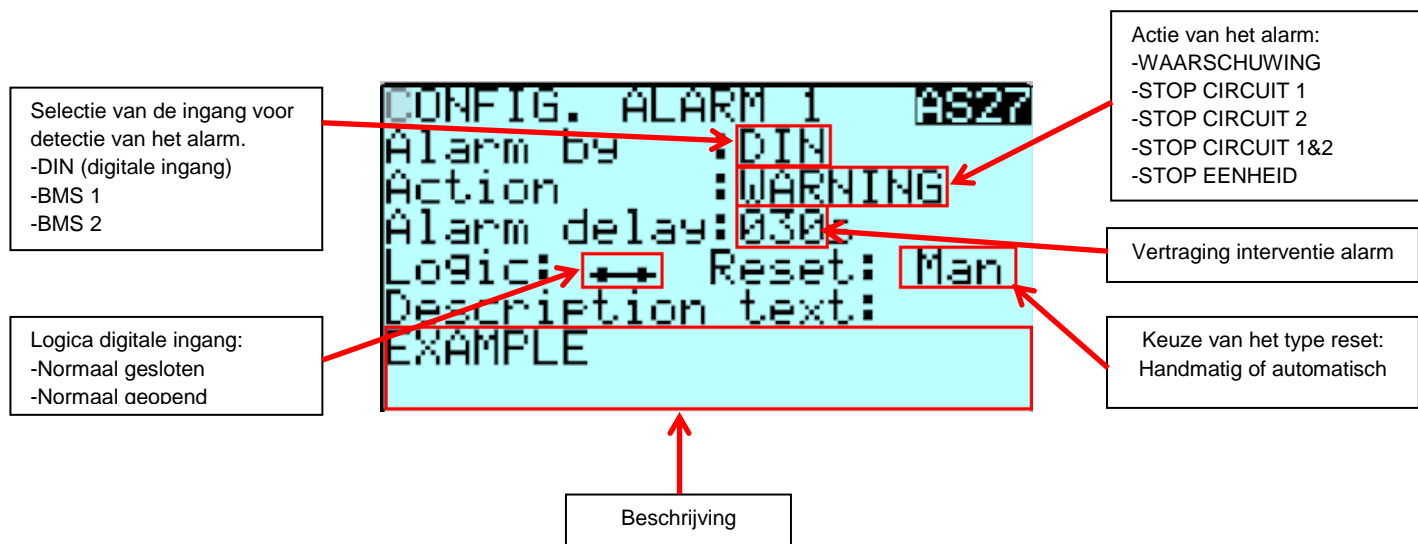 Actie van het alarm:
-WAARSCHUWING
-STOP CIRCUIT 1
-STOP CIRCUIT 2
-STOP CIRCUIT 1&2
-STOP EENHEID
Selectie van de ingang voor
detectie van het alarm.
-DIN (digitale ingang)
-BMS 1
-BMS 2
CONFIG. ALARM 1 AS27
Alarm by :DIN
Action :WARNING
Alarm delay:030s
Logic: Reset: Man
Description text:
EXAMPLE
Vertraging interventie alarm
Logica digitale ingang:
-Normaal gesloten
-Normaal geopend
Keuze van het type reset:
Handmatig of automatisch
Beschrijving